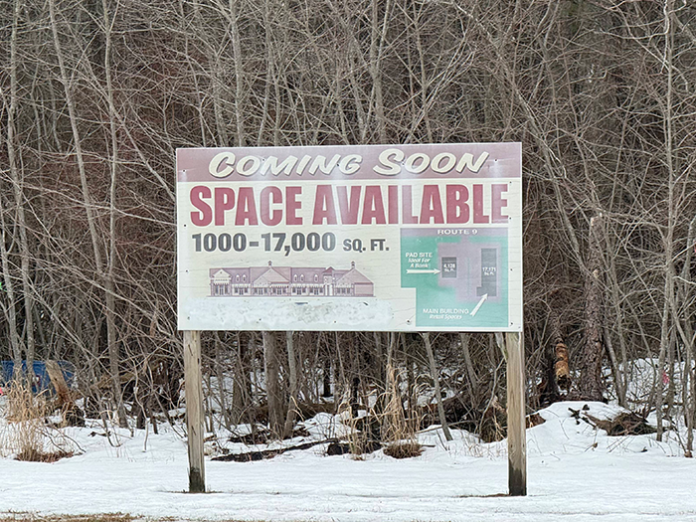 COMING SOON
SPACE AVAILABLE
1000-17,000 SQ. FT.
ROUTE 9
PAD SITE
MAIN BUILDING